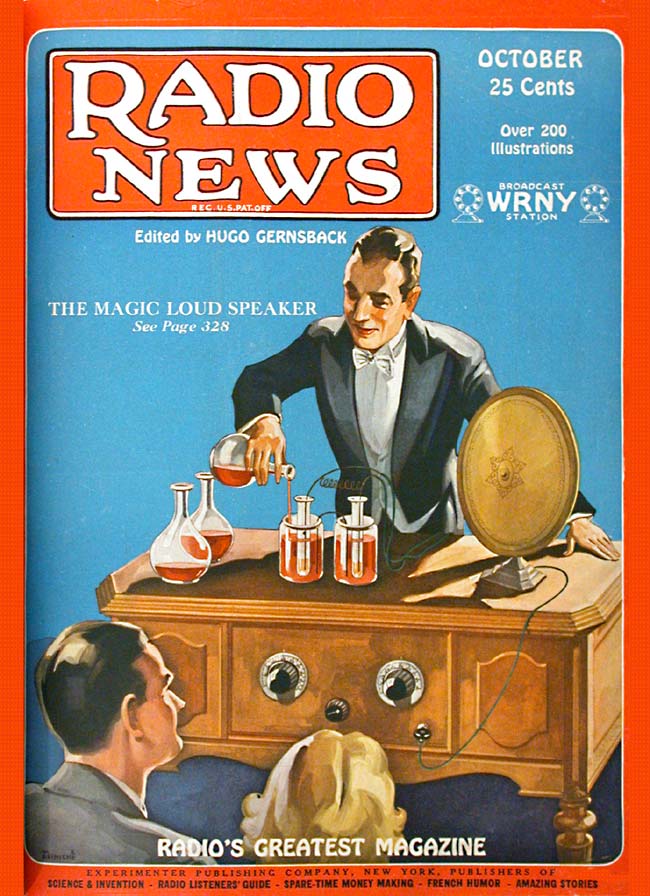 RADIO
NEWS
REG. U.S. PAT. OFF
OCTOBER
25 Cents
Over 200
Illustrations
BROADCAST
WRNY
STATION
Edited by HUGO GERNSBACK
THE MAGIC LOUD SPEAKER
See Page 328
RADIO'S GREATEST MAGAZINE
EXPERIMENTER PUBLISHING COMPANY, NEW YORK, PUBLISHERS OF
SCIENCE & INVENTION - RADIO LISTENERS' GUIDE - SPARE-TIME MONEY MAKING - FRENCH HUMOR - AMAZING STORIES